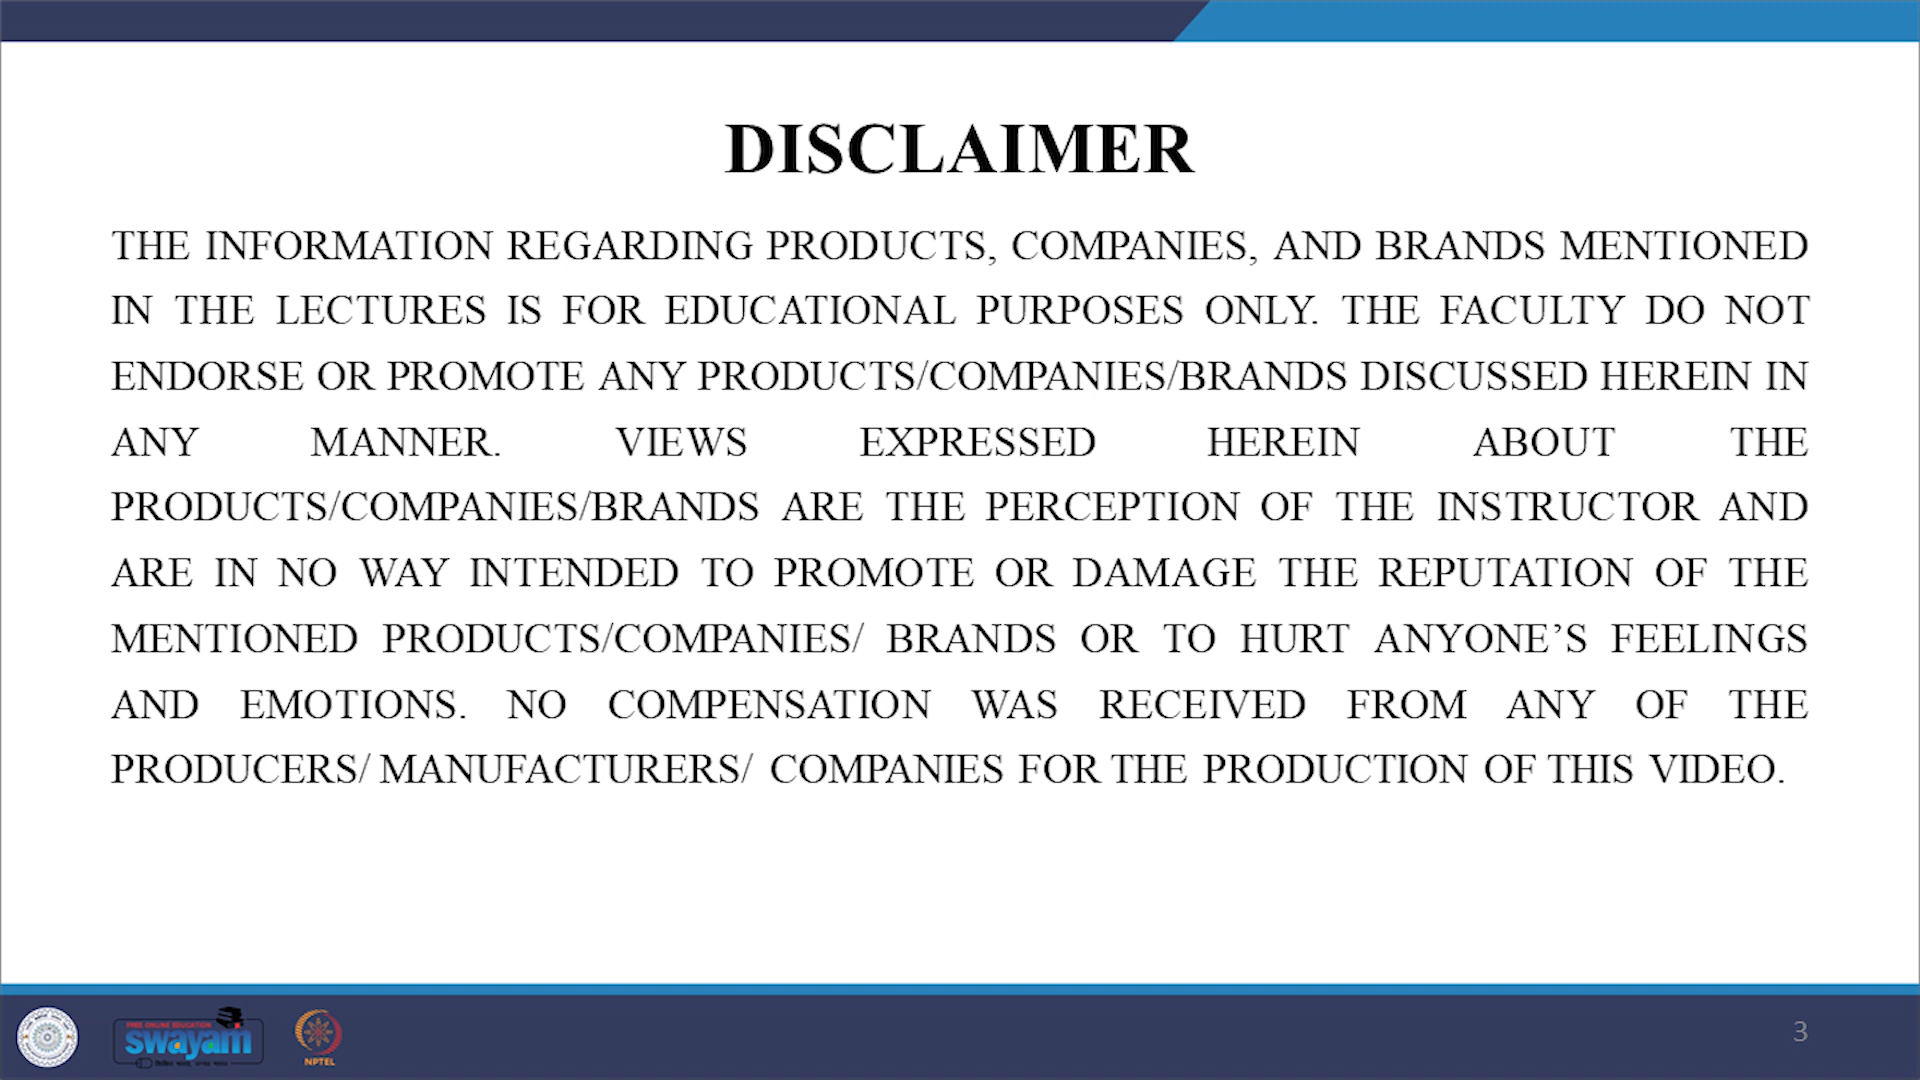 DISCLAIMER
THE INFORMATION REGARDING PRODUCTS, COMPANIES, AND BRANDS MENTIONED
IN THE LECTURES IS FOR EDUCATIONAL PURPOSES ONLY. THE FACULTY DO NOT
ENDORSE OR PROMOTE ANY PRODUCTS/COMPANIES/BRANDS DISCUSSED HEREIN IN
ANY MANNER. VIEWS EXPRESSED HEREIN ABOUT THE
PRODUCTS/COMPANIES/BRANDS ARE THE PERCEPTION OF THE INSTRUCTOR AND
ARE IN NO WAY INTENDED TO PROMOTE OR DAMAGE THE REPUTATION OF THE
MENTIONED PRODUCTS/COMPANIES/ BRANDS OR TO HURT ANYONE’S FEELINGS
AND EMOTIONS. NO COMPENSATION WAS RECEIVED FROM ANY OF THE
PRODUCERS/ MANUFACTURERS/ COMPANIES FOR THE PRODUCTION OF THIS VIDEO.
FREE ONLINE EDUCATION
swayam
NPTEL
3